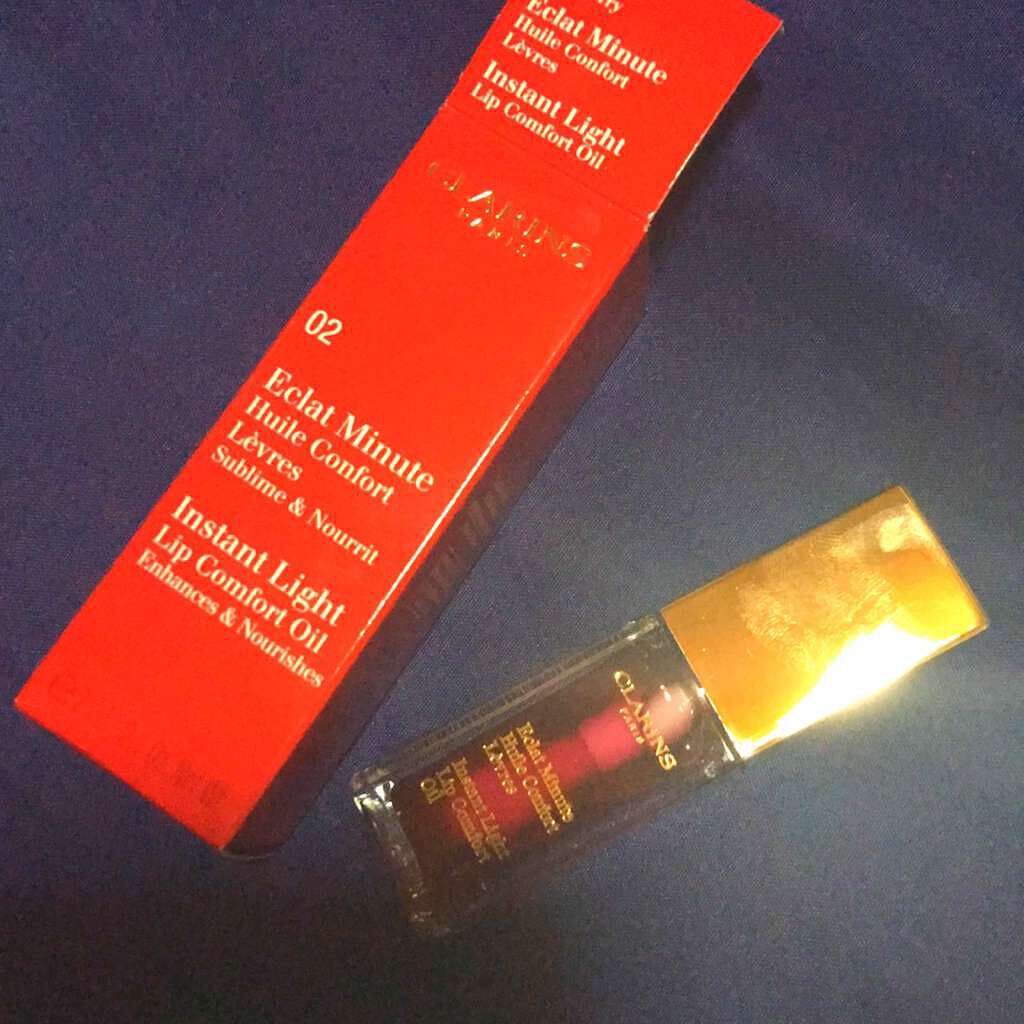 Eclat Minute
Huile Confort
Lèvres
Instant Light
Lip Comfort Oil
CLARINS
PARIS
02
Eclat Minute
Huile Confort
Lèvres
Sublime & Nourrit
Instant Light
Lip Comfort Oil
Enhances & Nourishes
CLARINS
PARIS
Eclat Minute
Huile Confort
Lèvres
Instant Light
Lip Comfort
Oil